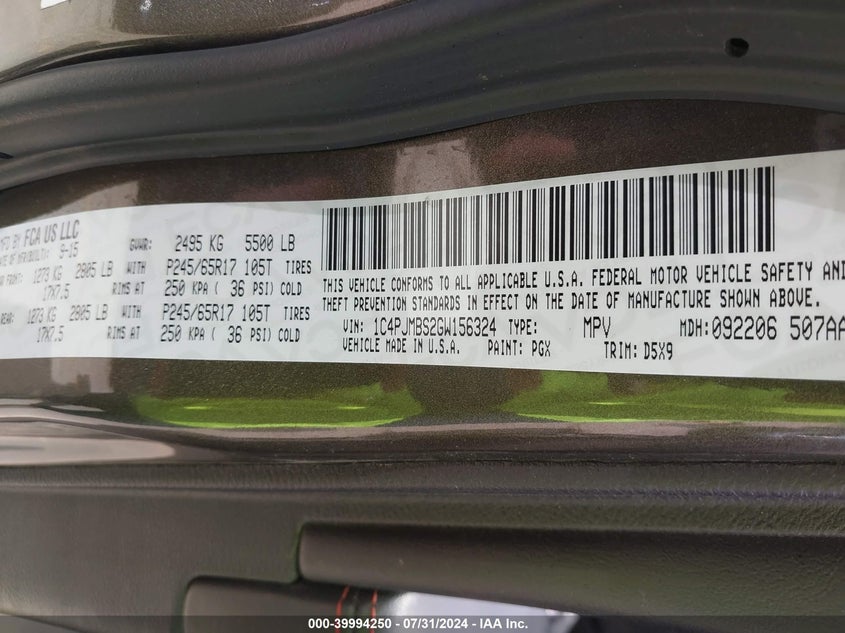 MFD BY FCA US LLC
DATE OF MFR(BUILT): 9-15
GVWR: 2495 KG 5500 LB
FRONT: 1273 KG 2805 LB WITH P245/65R17 105T TIRES
17X7.5 RIMS AT 250 KPA ( 36 PSI) COLD
REAR: 1273 KG 2805 LB WITH P245/65R17 105T TIRES
17X7.5 RIMS AT 250 KPA ( 36 PSI) COLD
THIS VEHICLE CONFORMS TO ALL APPLICABLE U.S.A. FEDERAL MOTOR VEHICLE SAFETY AND
THEFT PREVENTION STANDARDS IN EFFECT ON THE DATE OF MANUFACTURE SHOWN ABOVE.
VIN: 1C4PJMBS2GW156324 TYPE: MPV MDH: 092206 507AA
VEHICLE MADE IN U.S.A. PAINT: PGX TRIM: D5X9
000-39994250 - 07/31/2024 - IAA Inc.